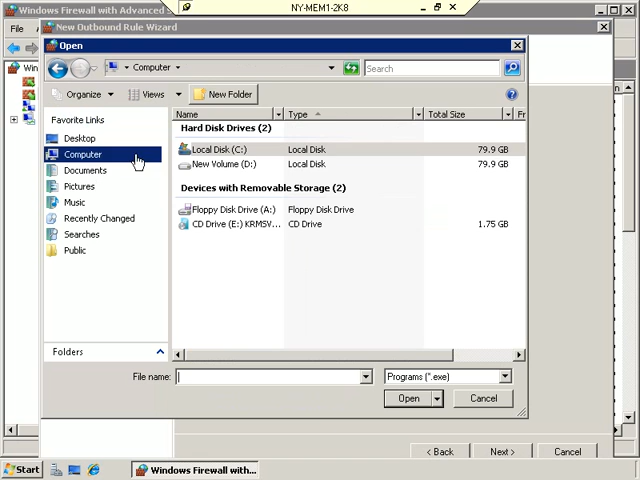 Windows Firewall with Advanced
NY-MEM1-2K8
File
New Outbound Rule Wizard
Open
Computer
Search
Organize
Views
New Folder
Favorite Links
Name
Type
Total Size
Fr
Desktop
Hard Disk Drives (2)
Computer
Local Disk (C:)
Local Disk
79.9 GB
Documents
New Volume (D:)
Local Disk
79.9 GB
Pictures
Devices with Removable Storage (2)
Music
Floppy Disk Drive (A:)
Floppy Disk Drive
Recently Changed
CD Drive (E:) KRMSV...
CD Drive
1.75 GB
Searches
Public
Folders
File name:
Programs (*.exe)
Open
Cancel
< Back
Next >
Cancel
Start
Windows Firewall with...